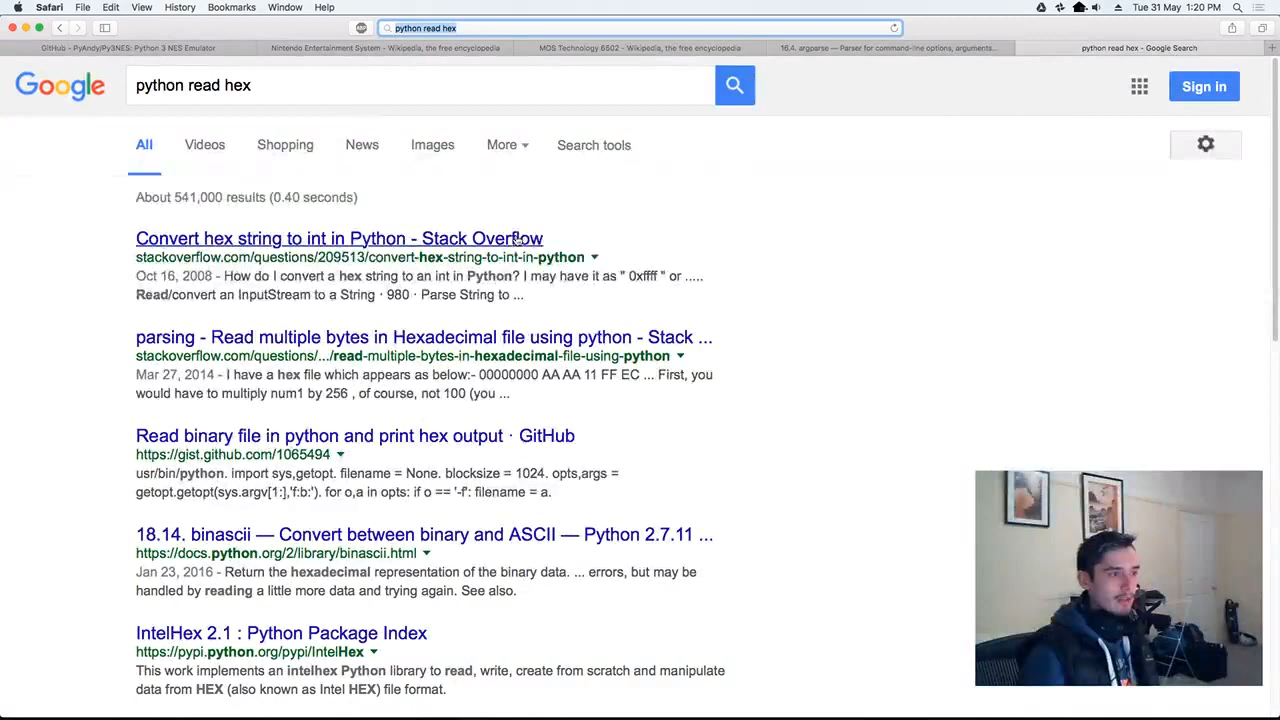 Safari File Edit View History Bookmarks Window Help Tue 31 May 1:20 PM
python read hex
GitHub - PyAndy/Py3NES: Python 3 NES Emulator Nintendo Entertainment System - Wikipedia, the free encyclopedia MOS Technology 6502 - Wikipedia, the free encyclopedia 16.4. argparse — Parser for command-line options, arguments... python read hex - Google Search
Google python read hex Sign in
All Videos Shopping News Images More Search tools
About 541,000 results (0.40 seconds)
Convert hex string to int in Python - Stack Overflow
stackoverflow.com/questions/209513/convert-hex-string-to-int-in-python
Oct 16, 2008 - How do I convert a hex string to an int in Python? I may have it as " 0xffff " or .....
Read/convert an InputStream to a String · 980 · Parse String to ...
parsing - Read multiple bytes in Hexadecimal file using python - Stack ...
stackoverflow.com/questions/.../read-multiple-bytes-in-hexadecimal-file-using-python
Mar 27, 2014 - I have a hex file which appears as below:- 00000000 AA AA 11 FF EC ... First, you
would have to multiply num1 by 256 , of course, not 100 (you ...
Read binary file in python and print hex output · GitHub
https://gist.github.com/1065494
usr/bin/python. import sys,getopt. filename = None. blocksize = 1024. opts,args =
getopt.getopt(sys.argv[1:],'f:b:'). for o,a in opts: if o == '-f': filename = a.
18.14. binascii — Convert between binary and ASCII — Python 2.7.11 ...
https://docs.python.org/2/library/binascii.html
Jan 23, 2016 - Return the hexadecimal representation of the binary data. ... errors, but may be
handled by reading a little more data and trying again. See also.
IntelHex 2.1 : Python Package Index
https://pypi.python.org/pypi/IntelHex
This work implements an intelhex Python library to read, write, create from scratch and manipulate
data from HEX (also known as Intel HEX) file format.